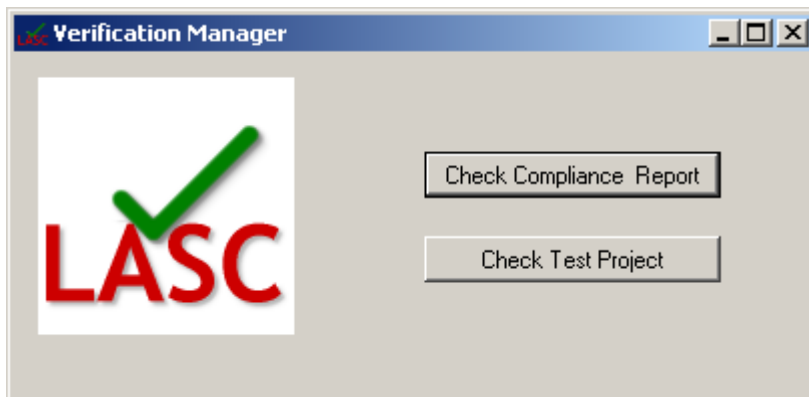 Verification Manager
LASC
Check Compliance Report
Check Test Project